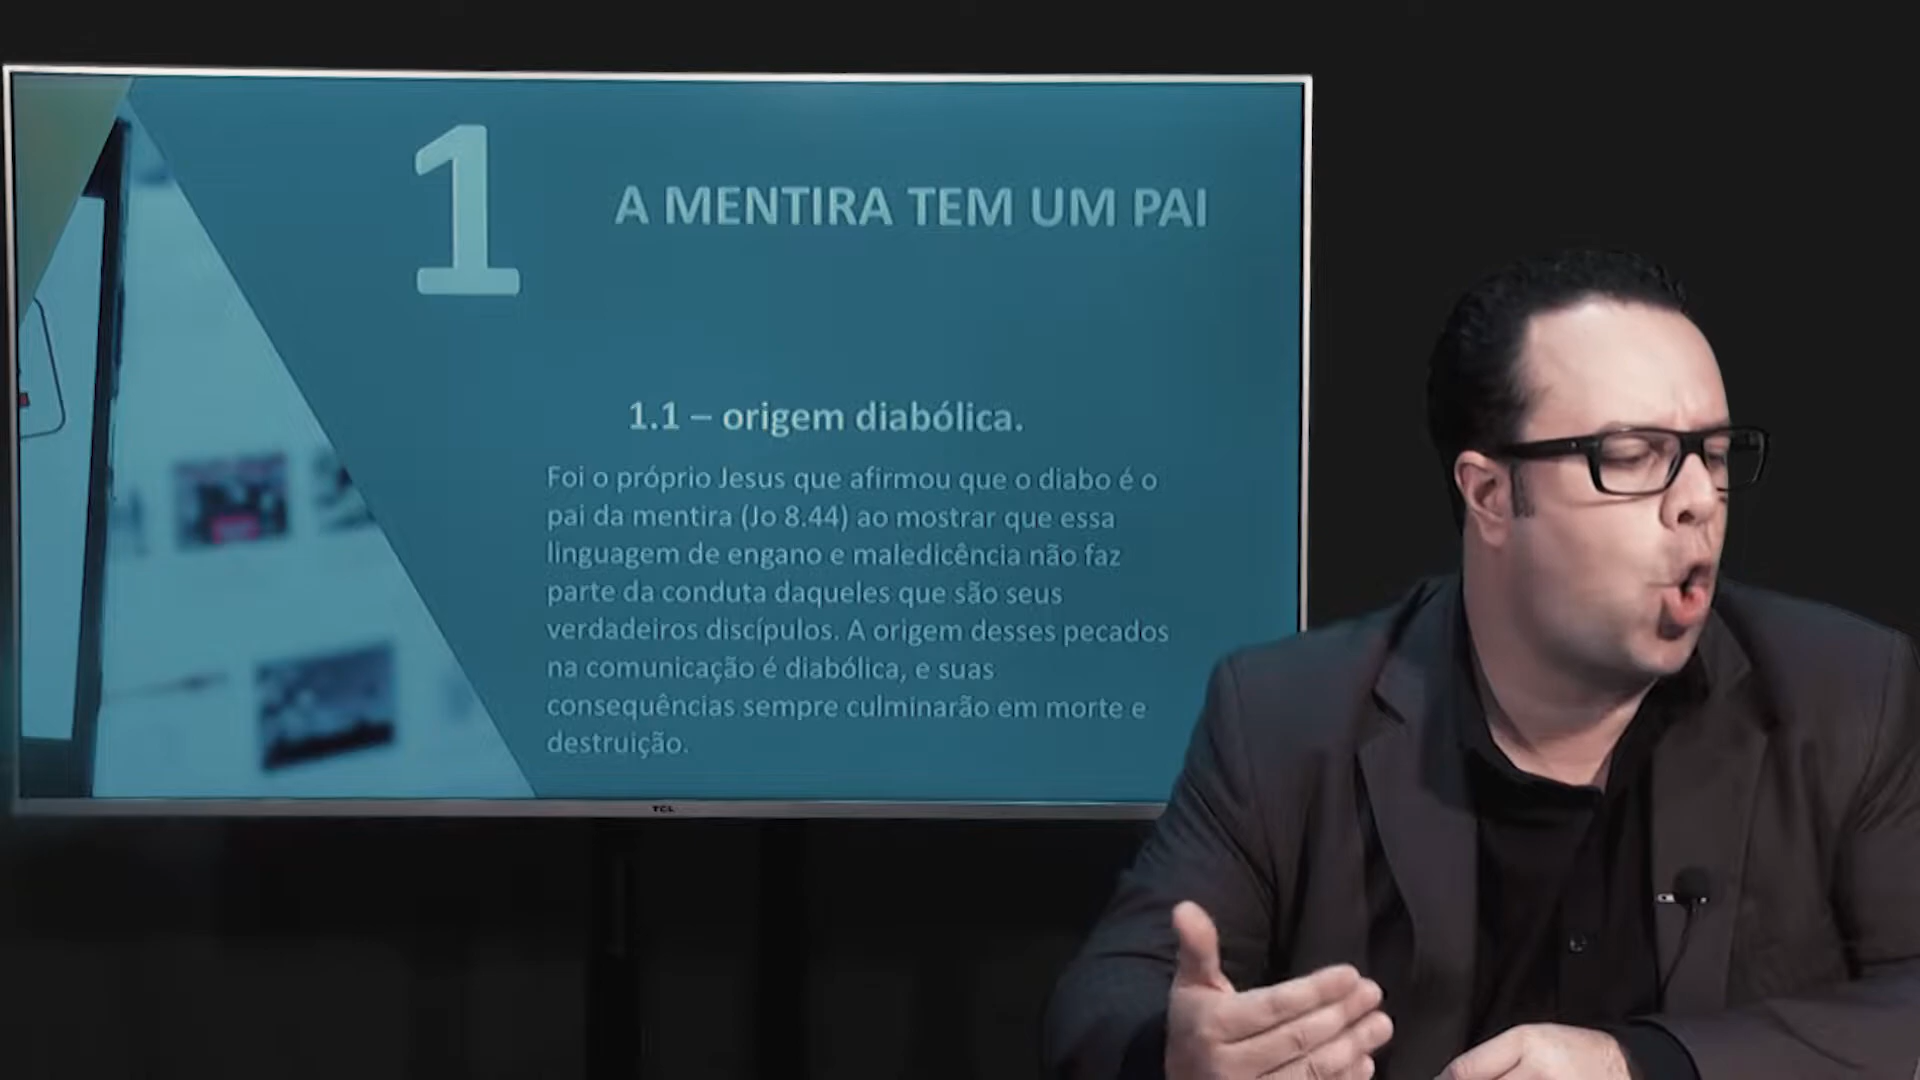 1
A MENTIRA TEM UM PAI
1.1 – origem diabólica.
Foi o próprio Jesus que afirmou que o diabo é o
pai da mentira (Jo 8.44) ao mostrar que essa
linguagem de engano e maledicência não faz
parte da conduta daqueles que são seus
verdadeiros discípulos. A origem desses pecados
na comunicação é diabólica, e suas
consequências sempre culminarão em morte e
destruição.
TCL